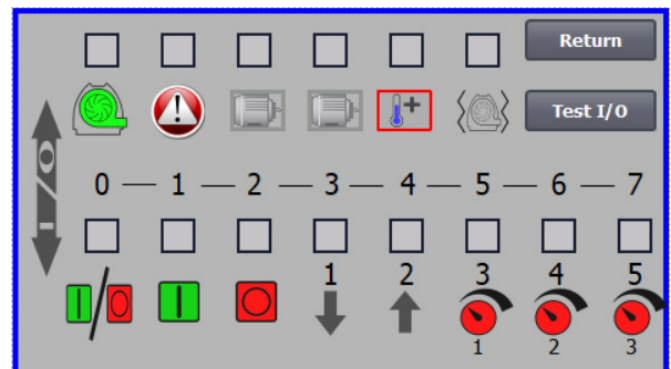 Return
Test I/O
I/O
0 — 1 — 2 — 3 — 4 — 5 — 6 — 7
1 2 3 4 5
1 2 3